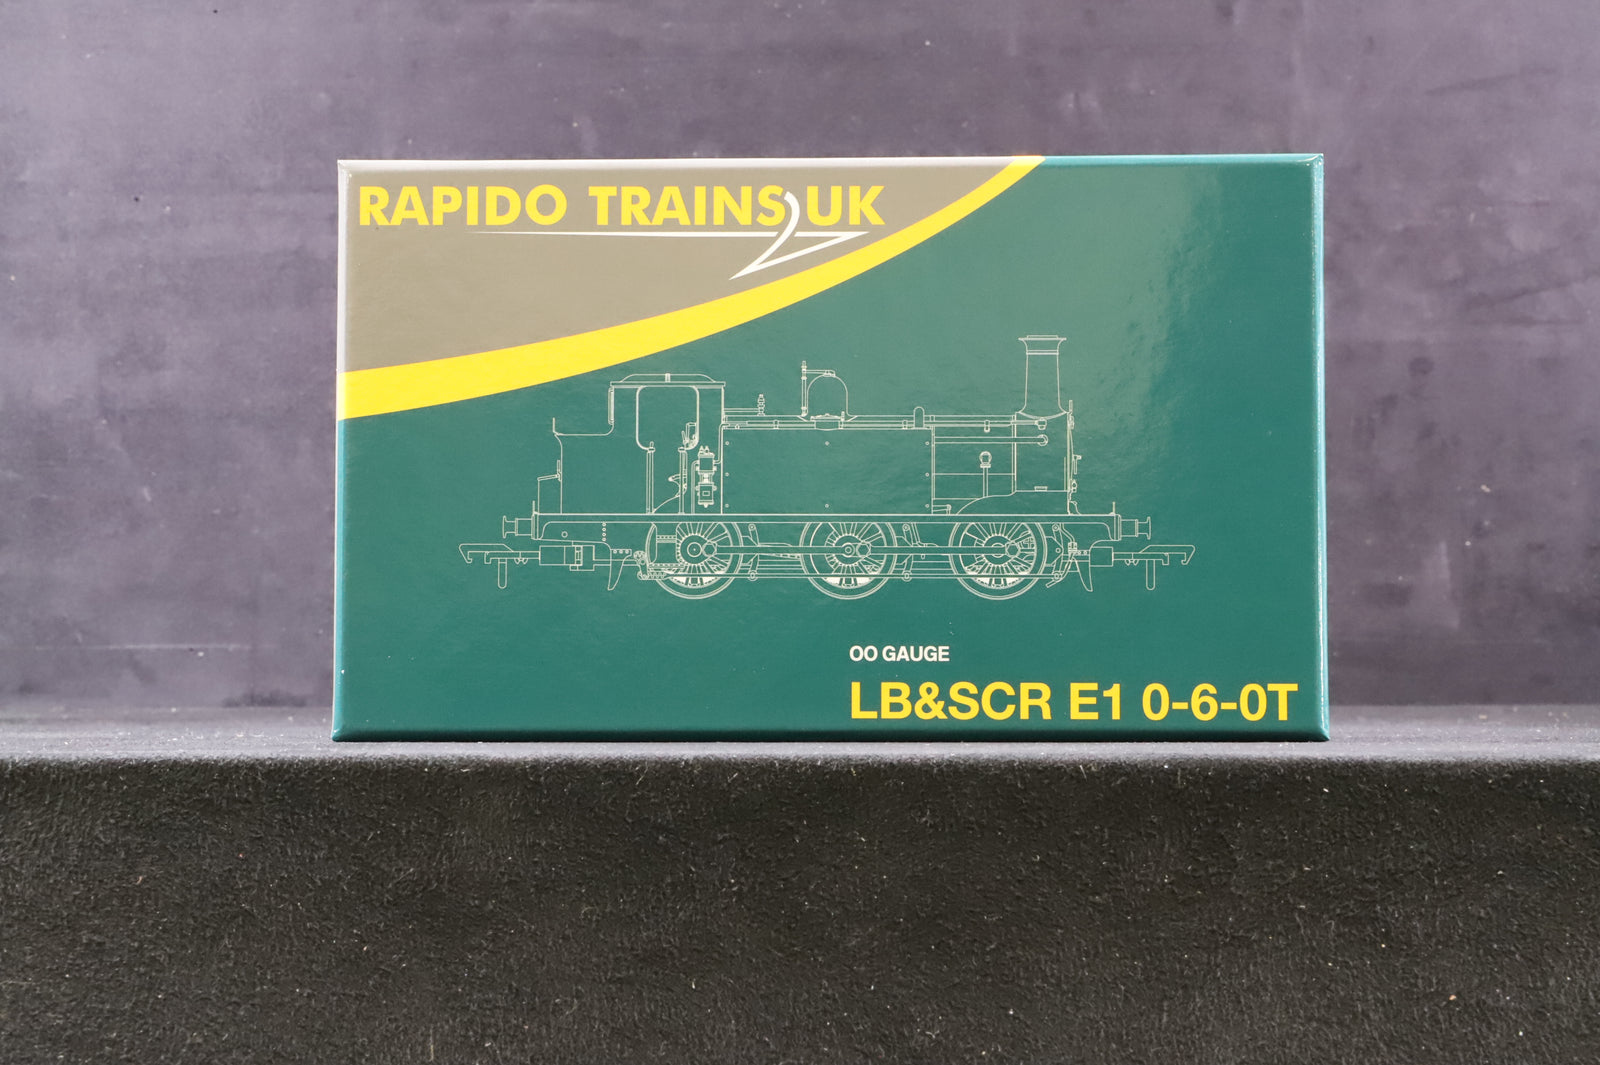 RAPIDO TRAINS UK
OO GAUGE
LB&SCR E1 0-6-0T